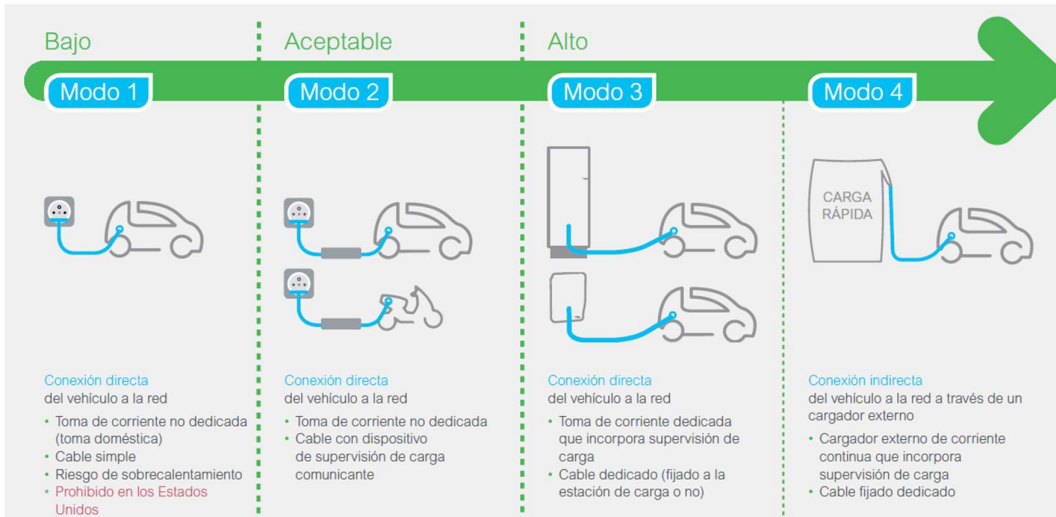 Bajo
Aceptable
Alto
Modo 1
Modo 2
Modo 3
Modo 4
CARGA
RÁPIDA
Conexión directa
del vehículo a la red
• Toma de corriente no dedicada
(toma doméstica)
• Cable simple
• Riesgo de sobrecalentamiento
• Prohibido en los Estados
Unidos
Conexión directa
del vehículo a la red
• Toma de corriente no dedicada
• Cable con dispositivo
de supervisión de carga
comunicante
Conexión directa
del vehículo a la red
• Toma de corriente dedicada
que incorpora supervisión de
carga
• Cable dedicado (fijado a la
estación de carga o no)
Conexión indirecta
del vehículo a la red a través de un
cargador externo
• Cargador externo de corriente
continua que incorpora
supervisión de carga
• Cable fijado dedicado